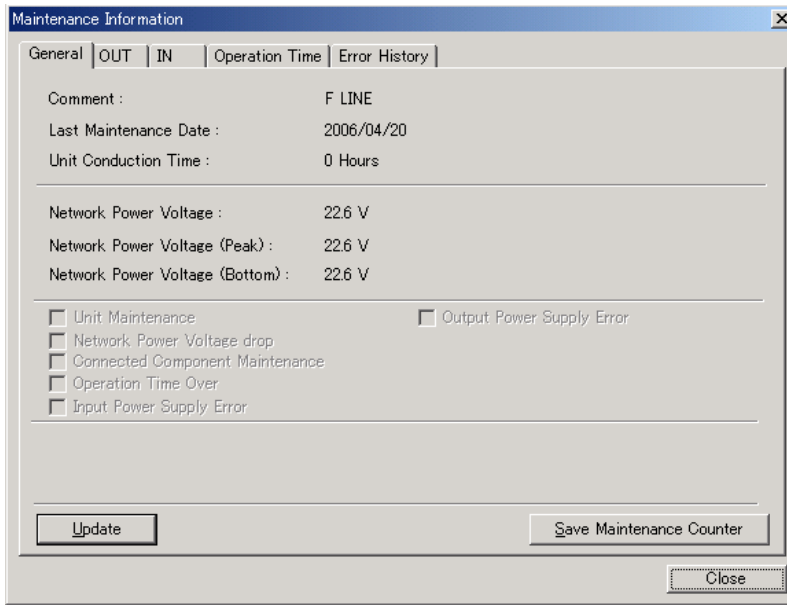 Maintenance Information
General OUT IN Operation Time Error History
Comment : F LINE
Last Maintenance Date : 2006/04/20
Unit Conduction Time : 0 Hours
Network Power Voltage : 22.6 V
Network Power Voltage (Peak) : 22.6 V
Network Power Voltage (Bottom) : 22.6 V
Unit Maintenance Output Power Supply Error
Network Power Voltage drop
Connected Component Maintenance
Operation Time Over
Input Power Supply Error
Update Save Maintenance Counter
Close